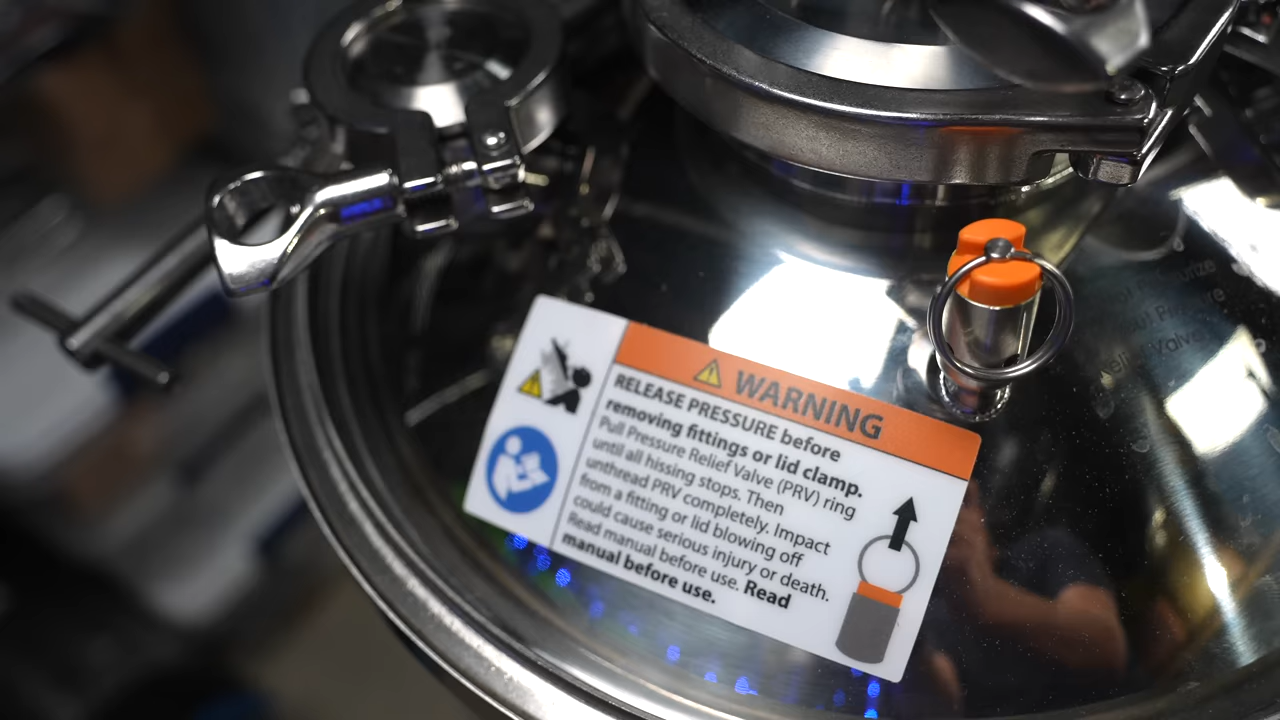 WARNING
RELEASE PRESSURE before
removing fittings or lid clamp.
Pull Pressure Relief Valve (PRV) ring
until all hissing stops. Then
unthread PRV completely. Impact
from a fitting or lid blowing off
could cause serious injury or death.
Read manual before use. Read
manual before use.